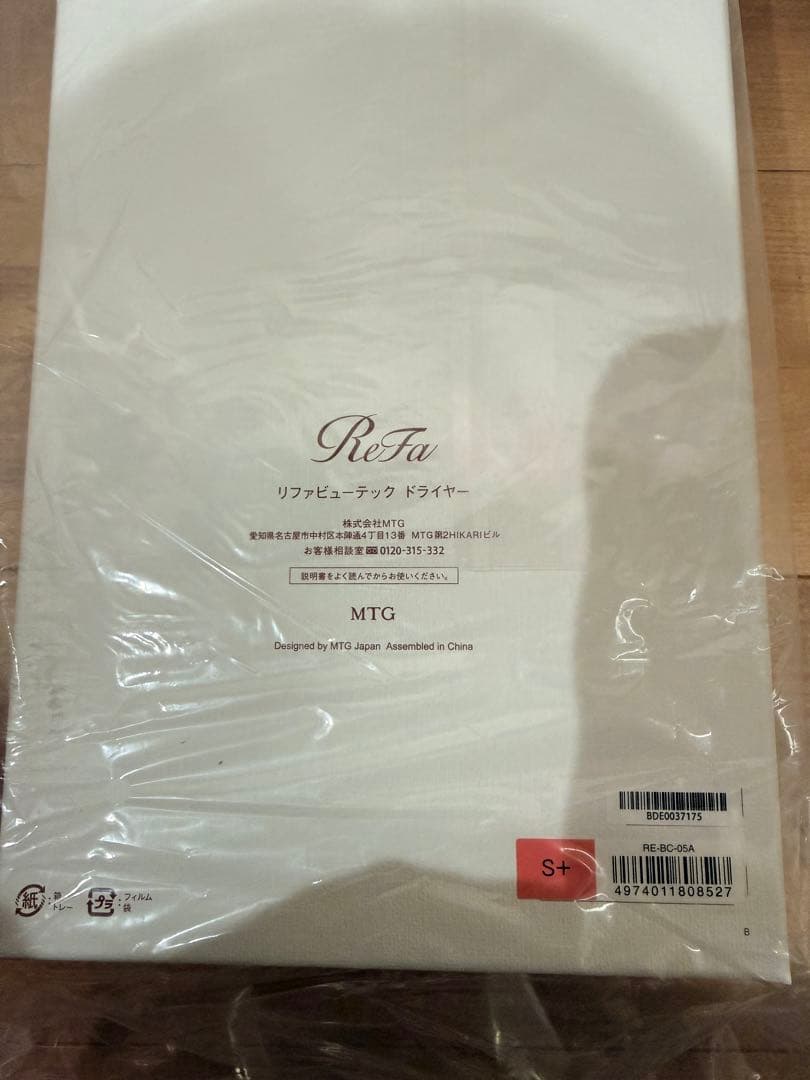 ReFa
リファビューテック ドライヤー
株式会社MTG
愛知県名古屋市中村区本陣通4丁目13番 MTG第2HIKARIビル
お客様相談室 0120-315-332
説明書をよく読んでからお使いください。
MTG
Designed by MTG Japan Assembled in China
BDE0037175
RE-BC-05A
S+
4974011808527
紙 :箱
トレー
プラ :フィルム
袋
B